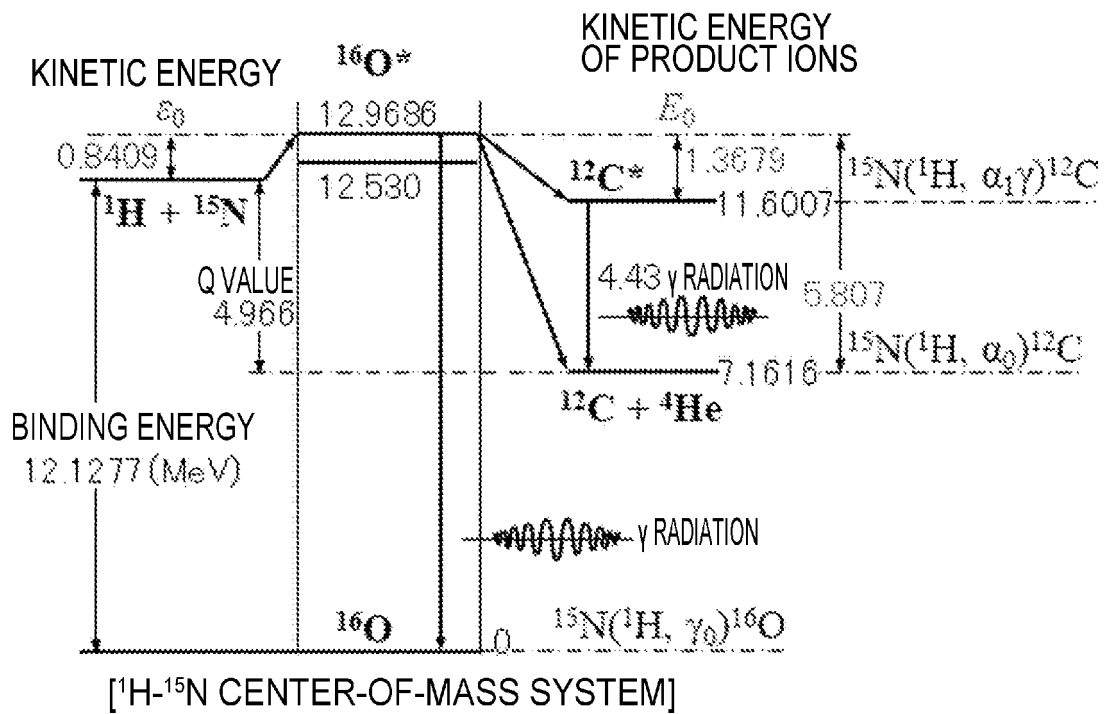 KINETIC ENERGY
ε₀
0.8409
¹H + ¹⁵N
Q VALUE
4.966
BINDING ENERGY
12.1277 (MeV)
¹⁶O*
12.9686
12.530
¹⁶O
0
KINETIC ENERGY
OF PRODUCT IONS
E₀
1.3679
¹²C*
11.6007
¹⁵N(¹H, α₁γ)¹²C
4.43 γ RADIATION
5.807
¹⁵N(¹H, α₀)¹²C
7.1616
¹²C + ⁴He
γ RADIATION
¹⁵N(¹H, γ₀)¹⁶O
[¹H-¹⁵N CENTER-OF-MASS SYSTEM]